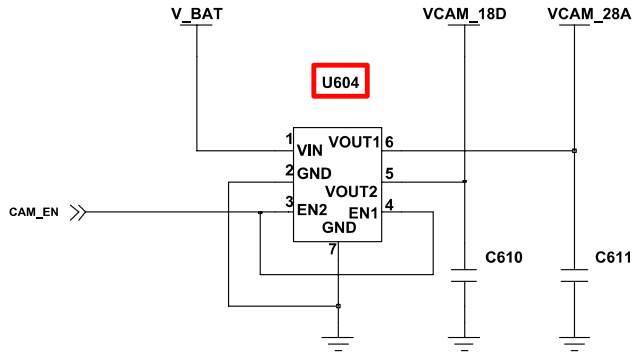 V_BAT
VCAM_18D
VCAM_28A
U604
1
VIN
VOUT1
6
2
GND
5
VOUT2
CAM_EN
3
EN2
EN1
4
GND
7
C610
C611